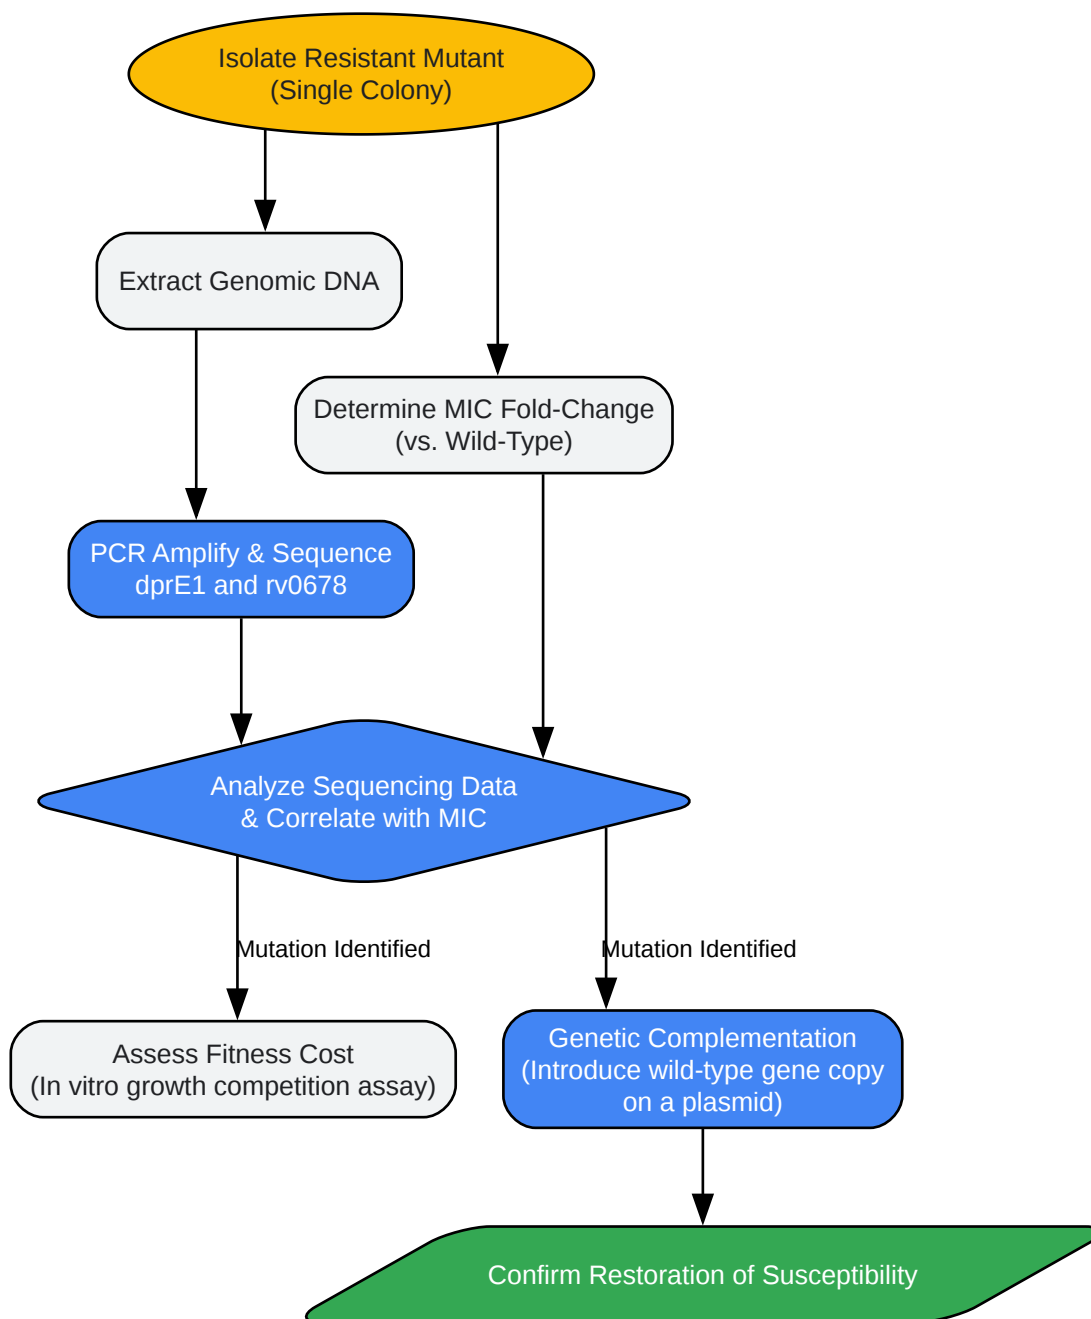 Isolate Resistant Mutant
(Single Colony)
Extract Genomic DNA
Determine MIC Fold-Change
(vs. Wild-Type)
PCR Amplify & Sequence
dprE1 and rv0678
Analyze Sequencing Data
& Correlate with MIC
Mutation Identified
Mutation Identified
Assess Fitness Cost
(In vitro growth competition assay)
Genetic Complementation
(Introduce wild-type gene copy
on a plasmid)
Confirm Restoration of Susceptibility